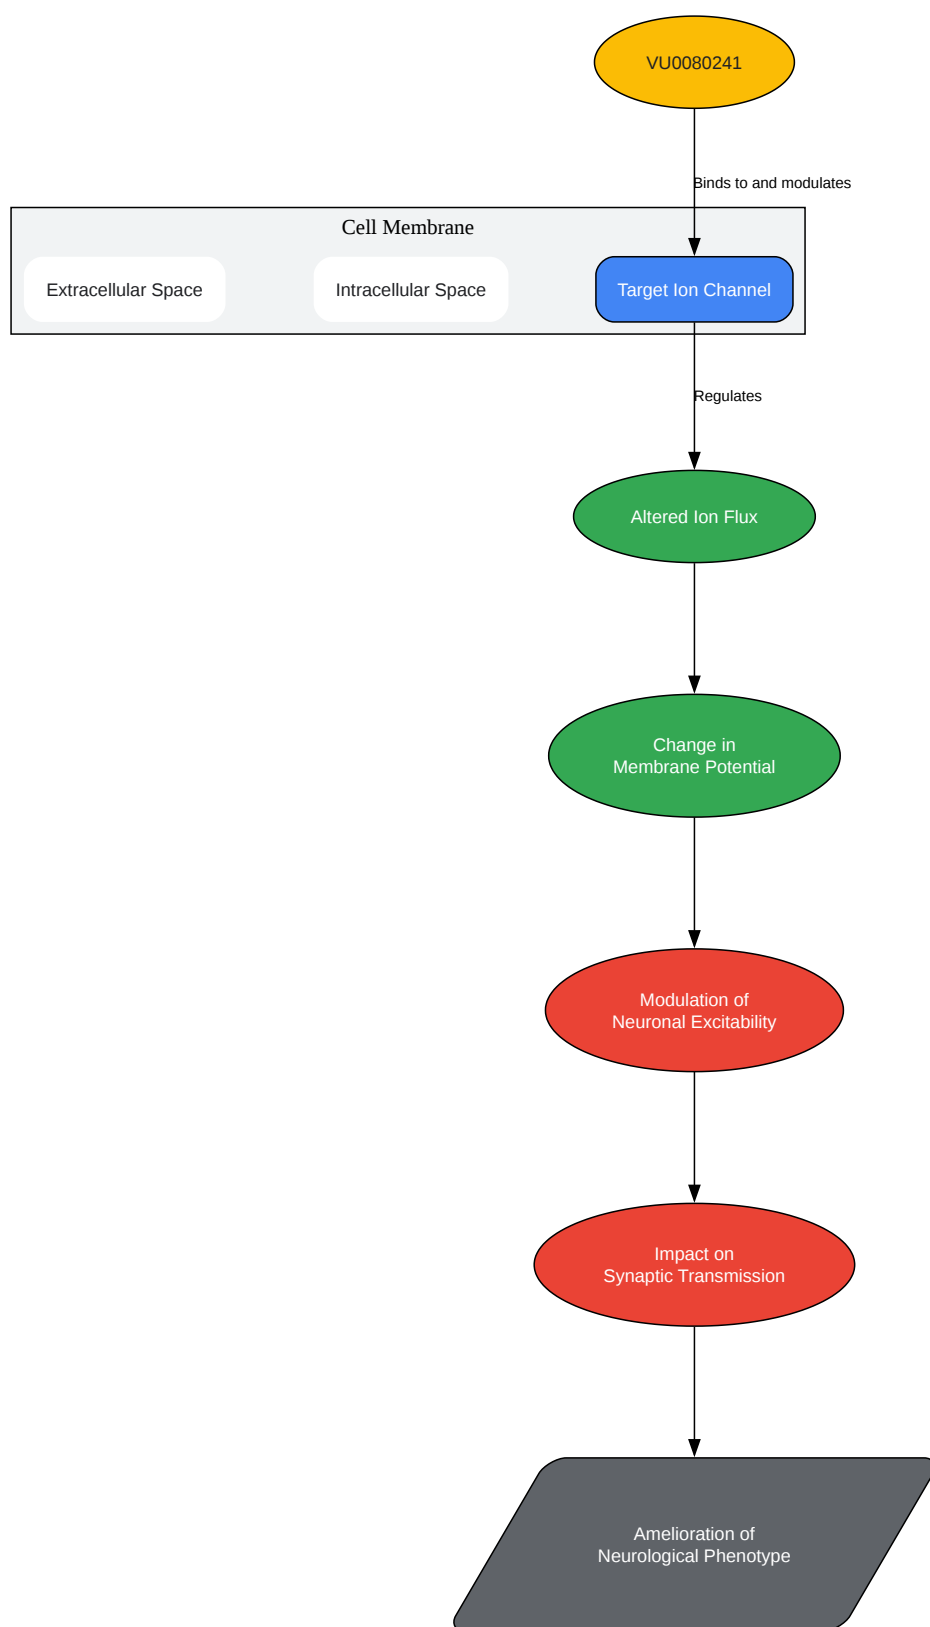 VU0080241
Binds to and modulates
Cell Membrane
Extracellular Space
Intracellular Space
Target Ion Channel
Regulates
Altered Ion Flux
Change in
Membrane Potential
Modulation of
Neuronal Excitability
Impact on
Synaptic Transmission
Amelioration of
Neurological Phenotype